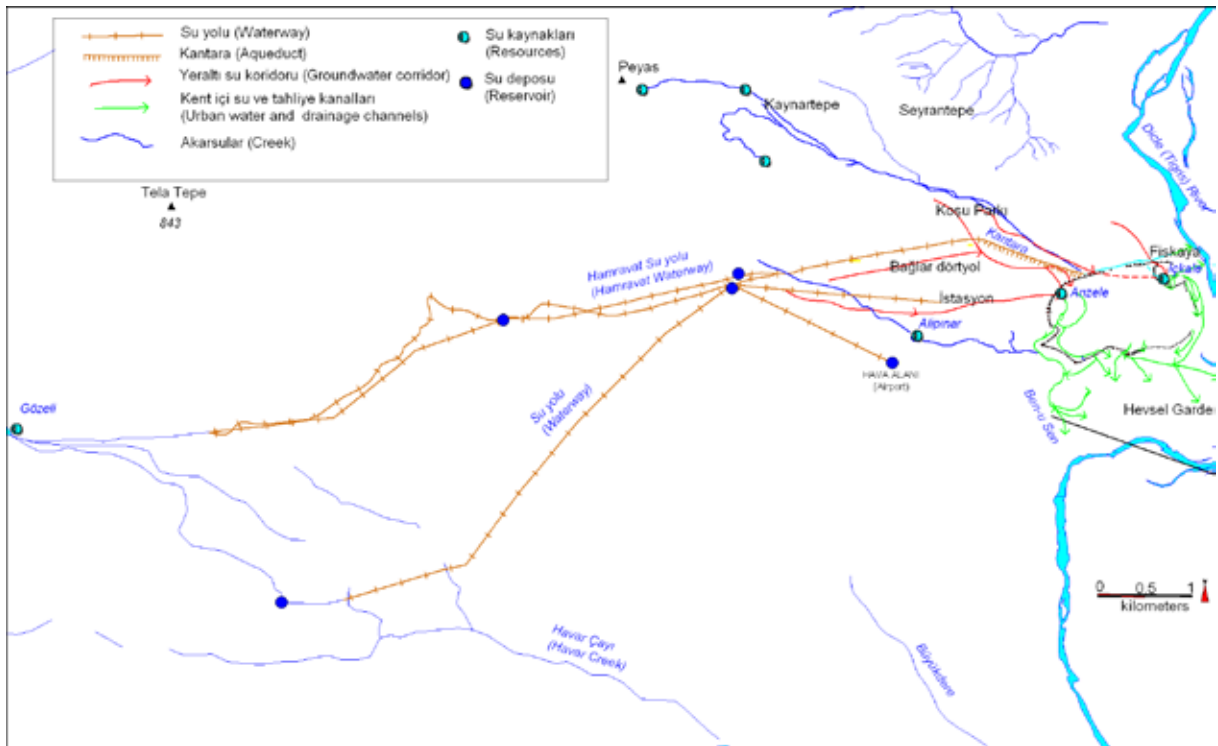 Su yolu (Waterway)
Kantara (Aqueduct)
Yeraltı su koridoru (Groundwater corridor)
Kent içi su ve tahliye kanalları
(Urban water and drainage channels)
Akarsular (Creek)
Su kaynakları
(Resources)
Su deposu
(Reservoir)
Peyas
Kaynartepe
Seyrantepe
Dicle (Tigris) River
Tela Tepe
843
Koşu Parkı
Kantara
Fiskaya
İçkale
Hamravat Su yolu
(Hamravat Waterway)
Bağlar dörtyol
İstasyon
Anzele
Alipınar
HAVA ALANI
(Airport)
Gözeli
Su yolu
(Waterway)
Ben-u Sen
Hevsel Garde
0 0.5 1
kilometers
Havar Çayı
(Havar Creek)
Büyükdere